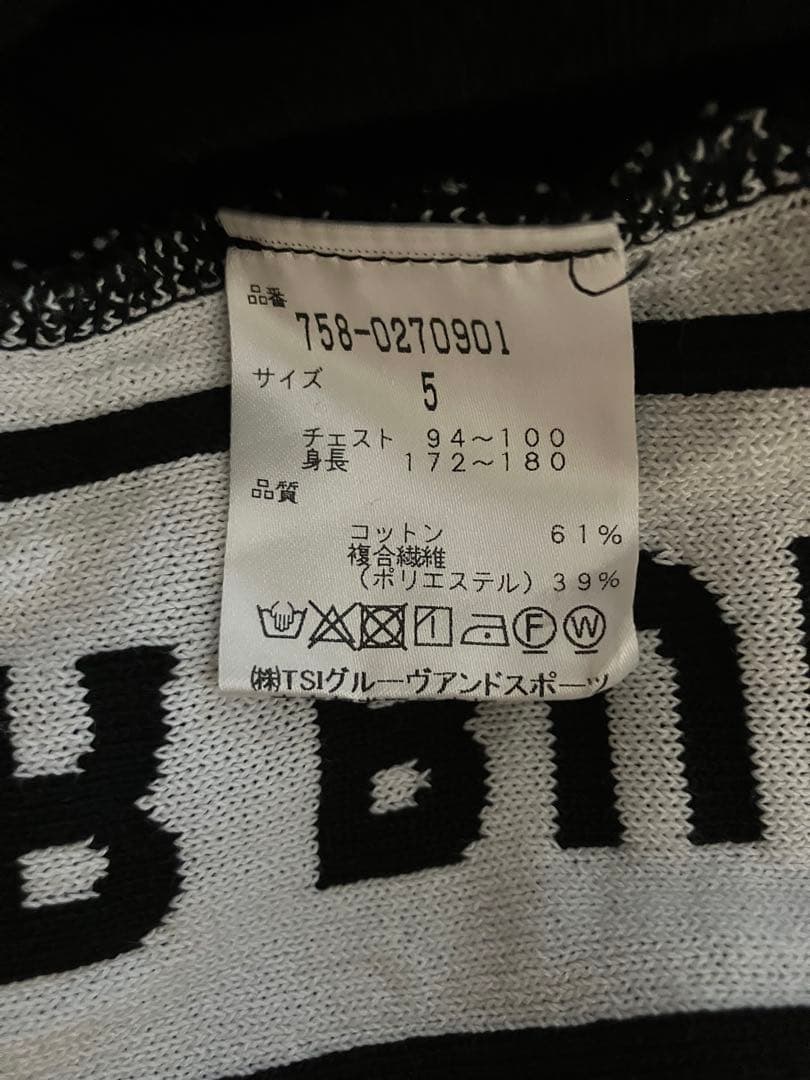 品番
758-0270901
サイズ 5
チェスト 94～100
身長 172～180
品質
コットン 61%
複合繊維
(ポリエステル) 39%
F W
㈱TSIグルーヴアンドスポーツ